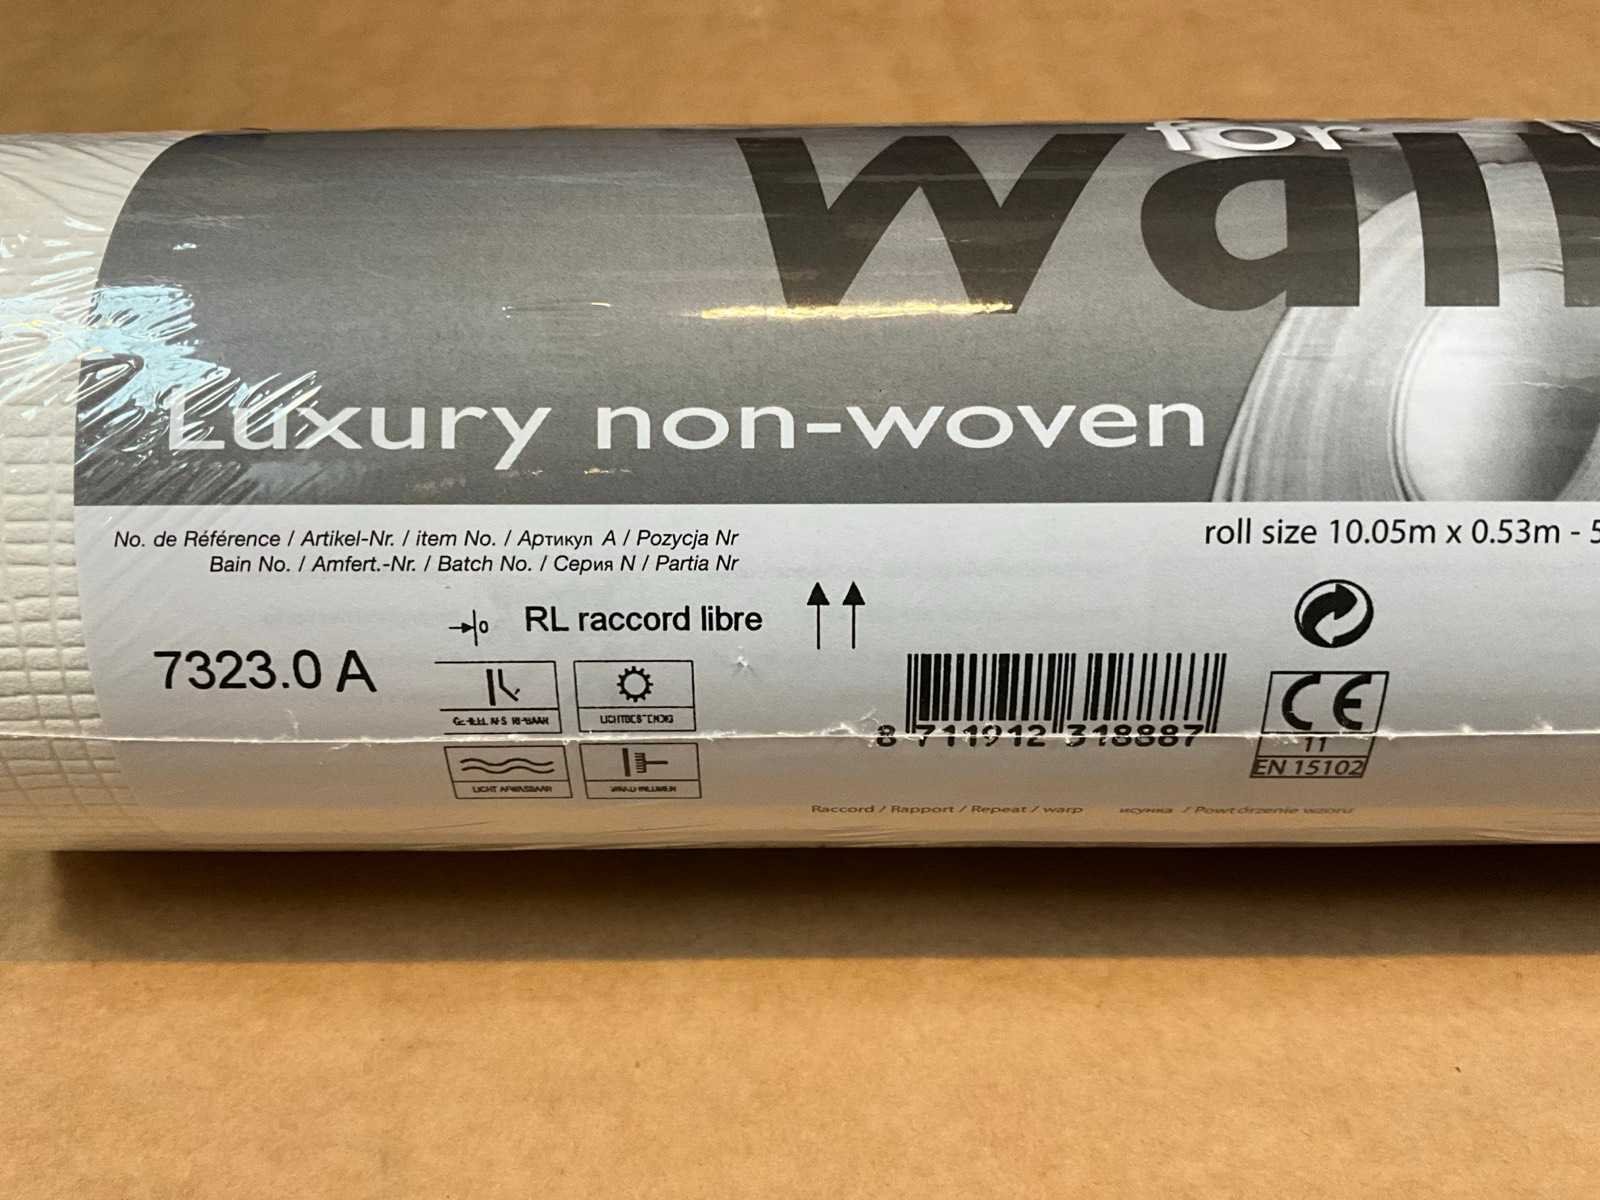 for
wall
Luxury non-woven
No. de Référence / Artikel-Nr. / item No. / Артикул А / Pozycja Nr
roll size 10.05m x 0.53m -
Bain No. / Amfert.-Nr. / Batch No. / Серия N / Partia Nr
RL raccord libre
7323.0 A
LICHT AFWASBAAR
8 711912 318887
CE
11
EN 15102
Raccord / Rapport / Repeat / warp / Powtórzenie wzoru